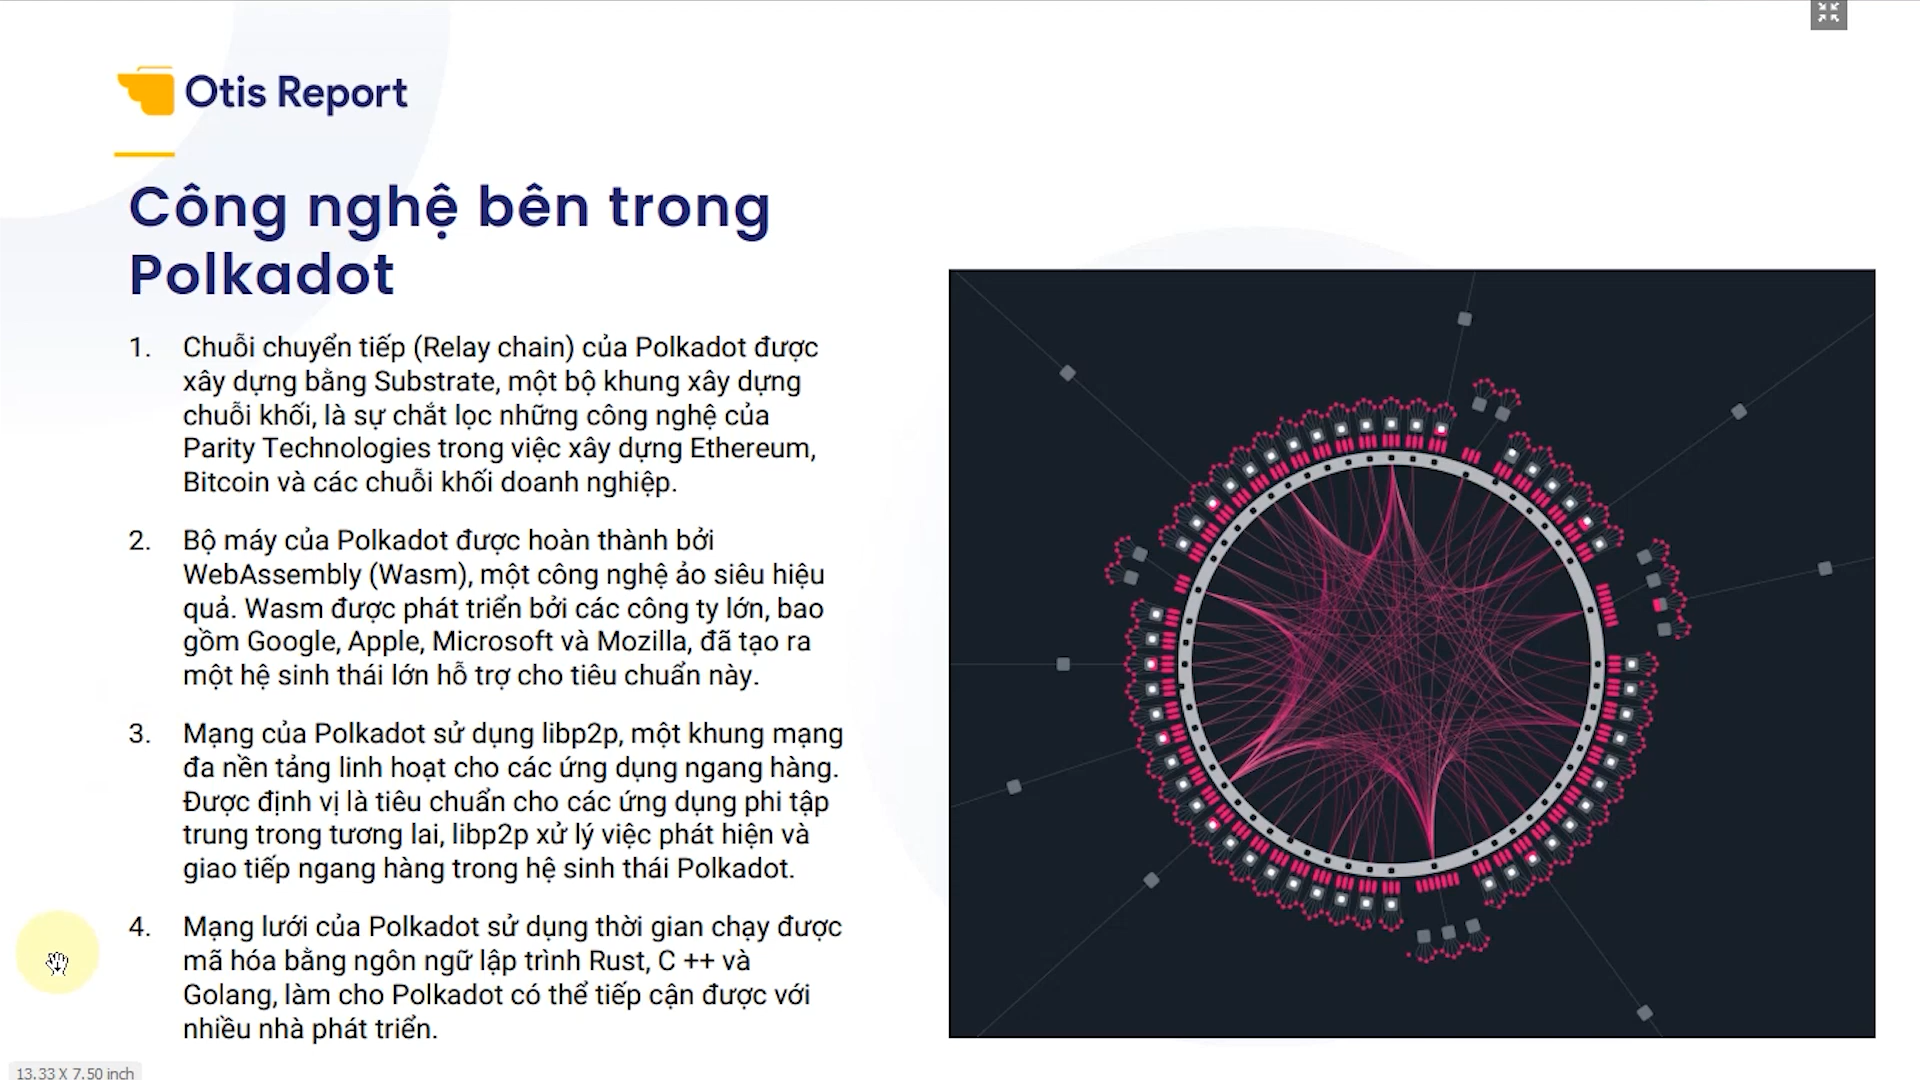 Otis Report
Công nghệ bên trong
Polkadot
1. Chuỗi chuyển tiếp (Relay chain) của Polkadot được
xây dựng bằng Substrate, một bộ khung xây dựng
chuỗi khối, là sự chắt lọc những công nghệ của
Parity Technologies trong việc xây dựng Ethereum,
Bitcoin và các chuỗi khối doanh nghiệp.
2. Bộ máy của Polkadot được hoàn thành bởi
WebAssembly (Wasm), một công nghệ ảo siêu hiệu
quả. Wasm được phát triển bởi các công ty lớn, bao
gồm Google, Apple, Microsoft và Mozilla, đã tạo ra
một hệ sinh thái lớn hỗ trợ cho tiêu chuẩn này.
3. Mạng của Polkadot sử dụng libp2p, một khung mạng
đa nền tảng linh hoạt cho các ứng dụng ngang hàng.
Được định vị là tiêu chuẩn cho các ứng dụng phi tập
trung trong tương lai, libp2p xử lý việc phát hiện và
giao tiếp ngang hàng trong hệ sinh thái Polkadot.
4. Mạng lưới của Polkadot sử dụng thời gian chạy được
mã hóa bằng ngôn ngữ lập trình Rust, C ++ và
Golang, làm cho Polkadot có thể tiếp cận được với
nhiều nhà phát triển.
13.33 X 7.50 inch